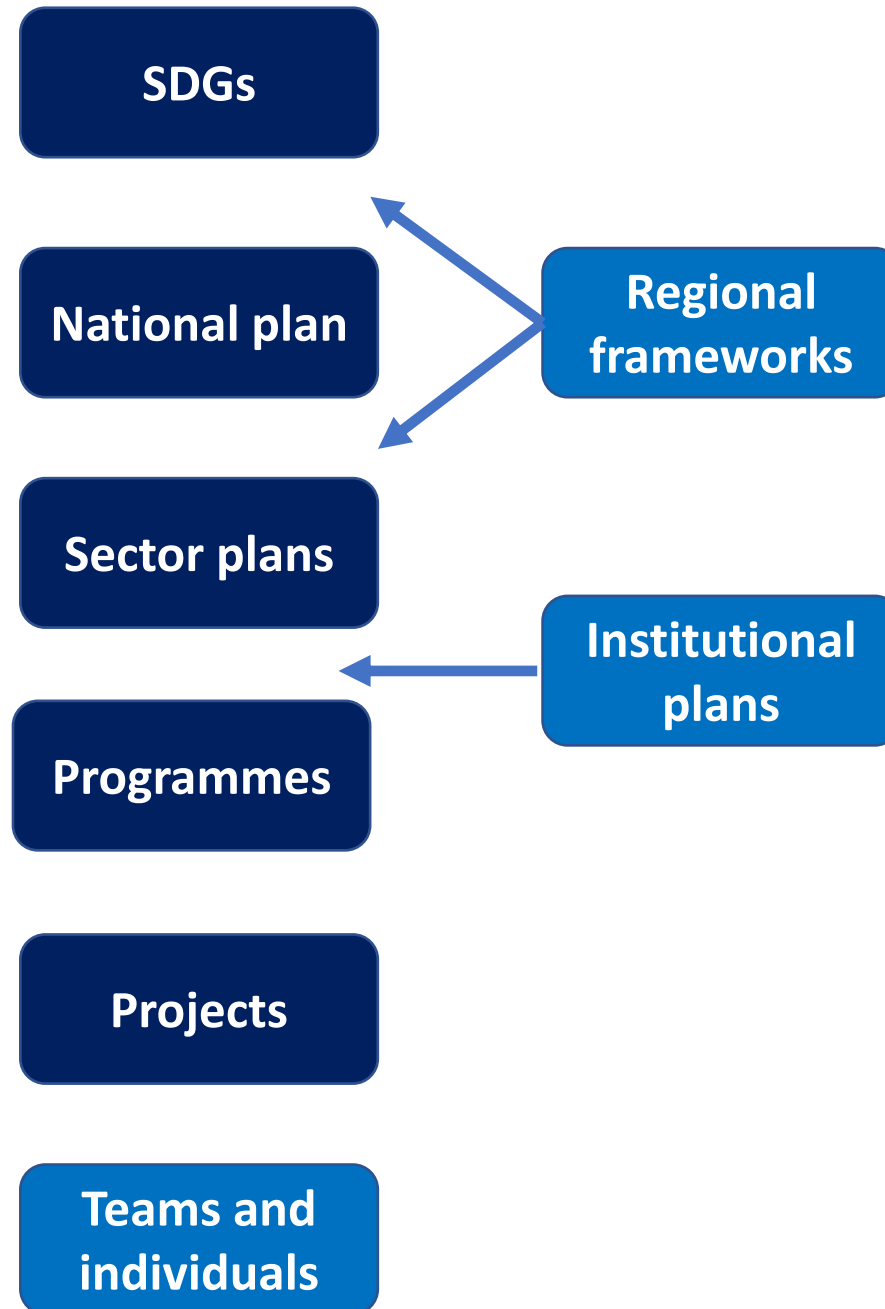 SDGs
National plan
Regional
frameworks
Sector plans
Institutional
plans
Programmes
Projects
Teams and
individuals